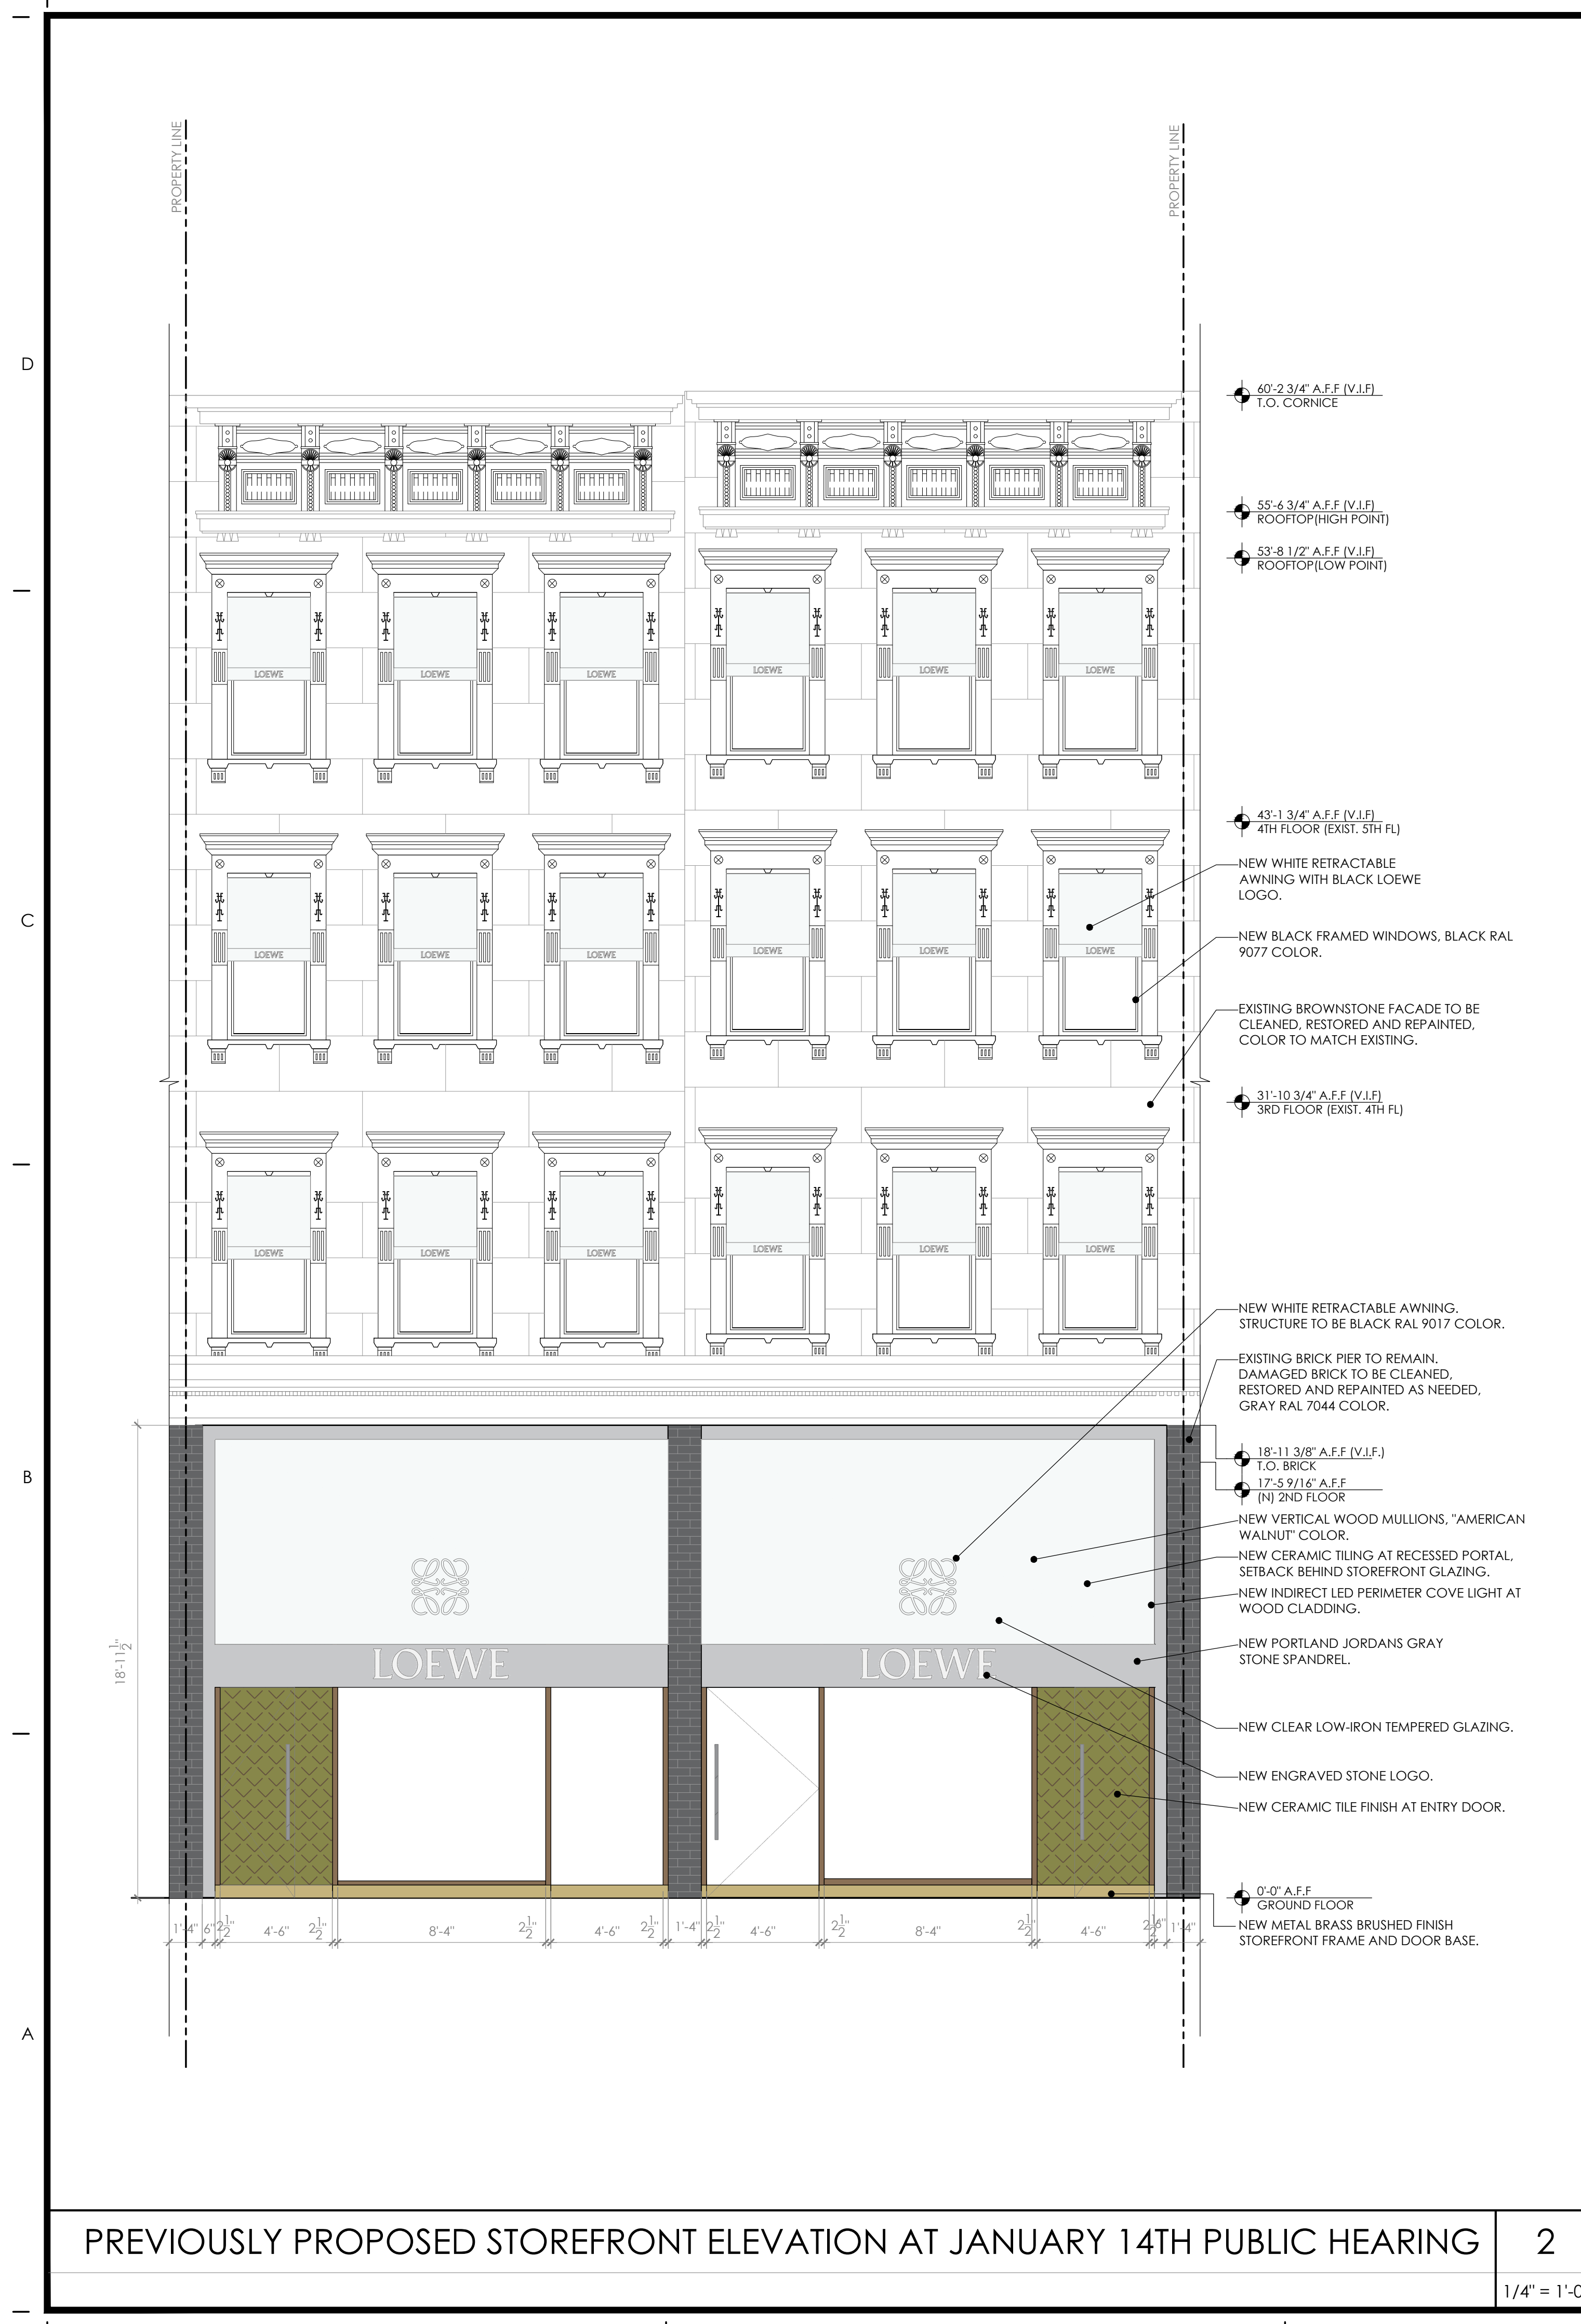 PROPERTY LINE
PROPERTY LINE
D
60'-2 3/4" A.F.F (V.I.F)
T.O. CORNICE
55'-6 3/4" A.F.F (V.I.F)
ROOFTOP(HIGH POINT)
53'-8 1/2" A.F.F (V.I.F)
ROOFTOP(LOW POINT)
LOEWE LOEWE LOEWE LOEWE LOEWE LOEWE
43'-1 3/4" A.F.F (V.I.F)
4TH FLOOR (EXIST. 5TH FL)
NEW WHITE RETRACTABLE
AWNING WITH BLACK LOEWE
LOGO.
C
NEW BLACK FRAMED WINDOWS, BLACK RAL
9077 COLOR.
LOEWE LOEWE LOEWE LOEWE LOEWE LOEWE
EXISTING BROWNSTONE FACADE TO BE
CLEANED, RESTORED AND REPAINTED,
COLOR TO MATCH EXISTING.
31'-10 3/4" A.F.F (V.I.F)
3RD FLOOR (EXIST. 4TH FL)
LOEWE LOEWE LOEWE LOEWE LOEWE LOEWE
NEW WHITE RETRACTABLE AWNING.
STRUCTURE TO BE BLACK RAL 9017 COLOR.
EXISTING BRICK PIER TO REMAIN.
DAMAGED BRICK TO BE CLEANED,
RESTORED AND REPAINTED AS NEEDED,
GRAY RAL 7044 COLOR.
18'-11 3/8" A.F.F (V.I.F.)
T.O. BRICK
B
17'-5 9/16" A.F.F
(N) 2ND FLOOR
NEW VERTICAL WOOD MULLIONS, "AMERICAN
WALNUT" COLOR.
NEW CERAMIC TILING AT RECESSED PORTAL,
SETBACK BEHIND STOREFRONT GLAZING.
NEW INDIRECT LED PERIMETER COVE LIGHT AT
WOOD CLADDING.
NEW PORTLAND JORDANS GRAY
STONE SPANDREL.
18'-11 1/2"
LOEWE LOEWE
NEW CLEAR LOW-IRON TEMPERED GLAZING.
NEW ENGRAVED STONE LOGO.
NEW CERAMIC TILE FINISH AT ENTRY DOOR.
0'-0" A.F.F
GROUND FLOOR
NEW METAL BRASS BRUSHED FINISH
STOREFRONT FRAME AND DOOR BASE.
1'-4" 6" 2 1/2" 4'-6" 2 1/2" 8'-4" 2 1/2" 4'-6" 2 1/2" 1'-4" 2 1/2" 4'-6" 2 1/2" 8'-4" 2 1/2" 4'-6" 2 1/2" 6" 1'-4"
A
PREVIOUSLY PROPOSED STOREFRONT ELEVATION AT JANUARY 14TH PUBLIC HEARING
2
1/4" = 1'-0